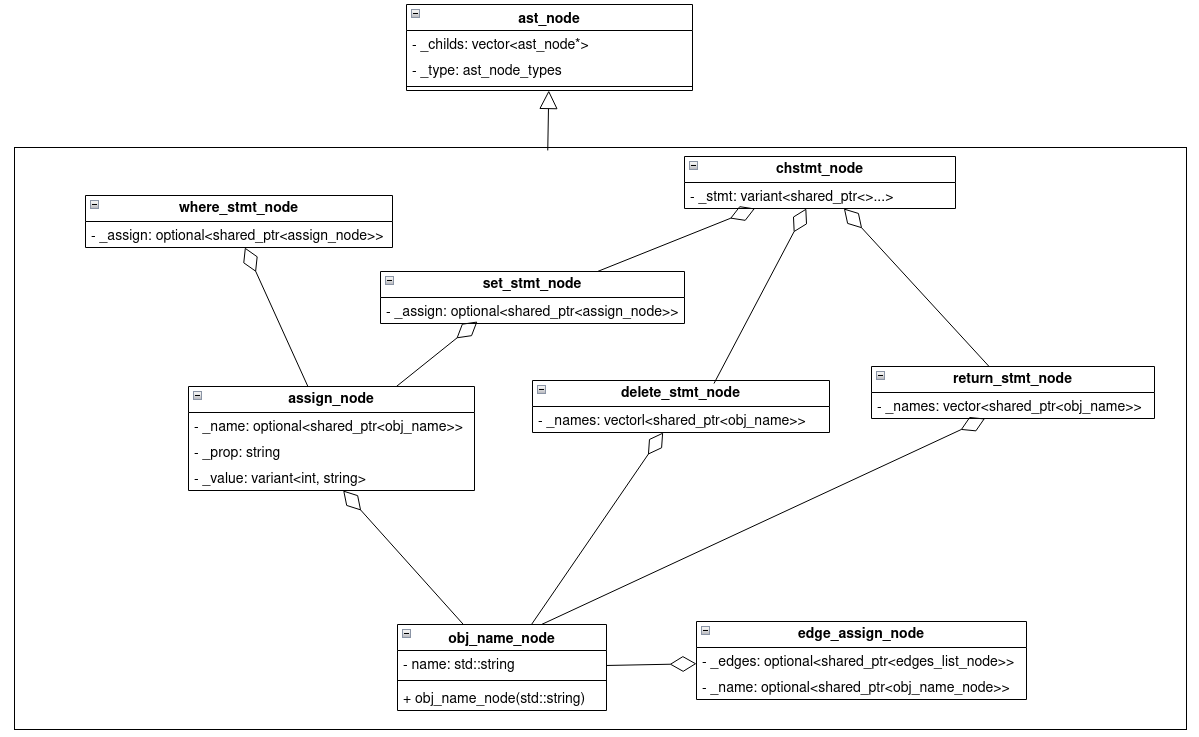 ast_node
- _childs: vector<ast_node*>
- _type: ast_node_types
chstmt_node
- _stmt: variant<shared_ptr<>...>
where_stmt_node
- _assign: optional<shared_ptr<assign_node>>
set_stmt_node
- _assign: optional<shared_ptr<assign_node>>
assign_node
- _name: optional<shared_ptr<obj_name>>
- _prop: string
- _value: variant<int, string>
delete_stmt_node
- _names: vectorl<shared_ptr<obj_name>>
return_stmt_node
- _names: vector<shared_ptr<obj_name>>
obj_name_node
- name: std::string
+ obj_name_node(std::string)
edge_assign_node
- _edges: optional<shared_ptr<edges_list_node>>
- _name: optional<shared_ptr<obj_name_node>>